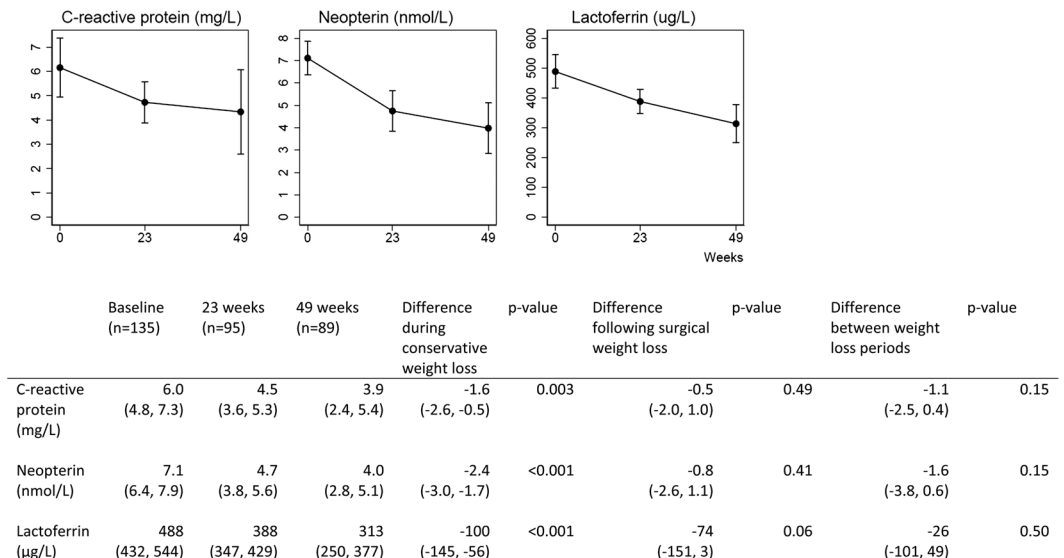 C-reactive protein (mg/L) Neopterin (nmol/L) Lactoferrin (ug/L)
7 8 600
6 7 500
5 6 400
4 5 300
3 4 200
2 3 100
1 2 0
0 1
0
0 23 49 0 23 49 0 23 49
Weeks
Baseline 23 weeks 49 weeks Difference p-value Difference p-value Difference p-value
(n=135) (n=95) (n=89) during following surgical between weight
conservative weight loss loss periods
weight loss
C-reactive 6.0 4.5 3.9 -1.6 0.003 -0.5 0.49 -1.1 0.15
protein (4.8, 7.3) (3.6, 5.3) (2.4, 5.4) (-2.6, -0.5) (-2.0, 1.0) (-2.5, 0.4)
(mg/L)
Neopterin 7.1 4.7 4.0 -2.4 <0.001 -0.8 0.41 -1.6 0.15
(nmol/L) (6.4, 7.9) (3.8, 5.6) (2.8, 5.1) (-3.0, -1.7) (-2.6, 1.1) (-3.8, 0.6)
Lactoferrin 488 388 313 -100 <0.001 -74 0.06 -26 0.50
(µg/L) (432, 544) (347, 429) (250, 377) (-145, -56) (-151, 3) (-101, 49)